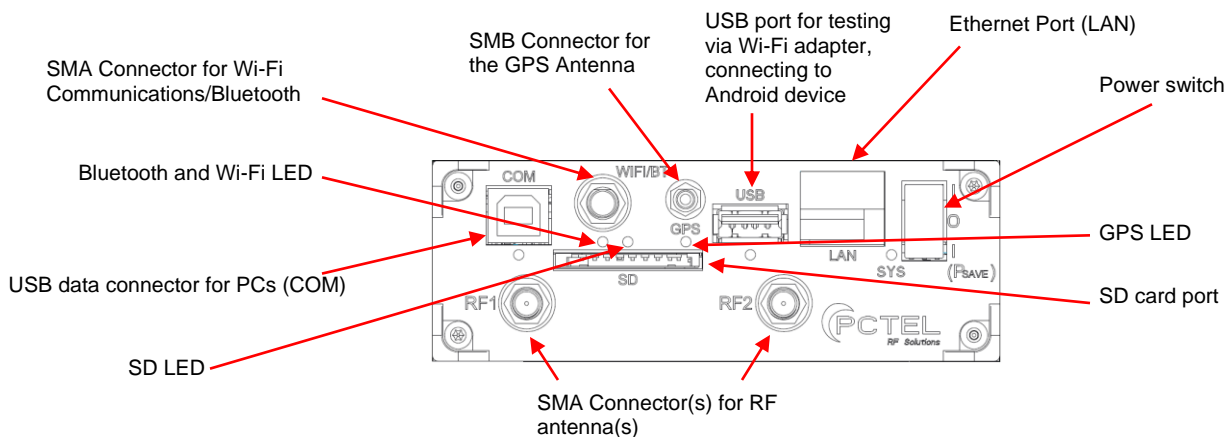 USB port for testing
via Wi-Fi adapter,
connecting to
Android device
Ethernet Port (LAN)
SMB Connector for
the GPS Antenna
SMA Connector for Wi-Fi
Communications/Bluetooth
Power switch
Bluetooth and Wi-Fi LED
COM
WIFI/BT
USB
GPS
GPS LED
LAN
SYS
I
O
I
(PSAVE)
USB data connector for PCs (COM)
SD
SD card port
RF1
RF2
PCTEL
RF Solutions
SD LED
SMA Connector(s) for RF
antenna(s)